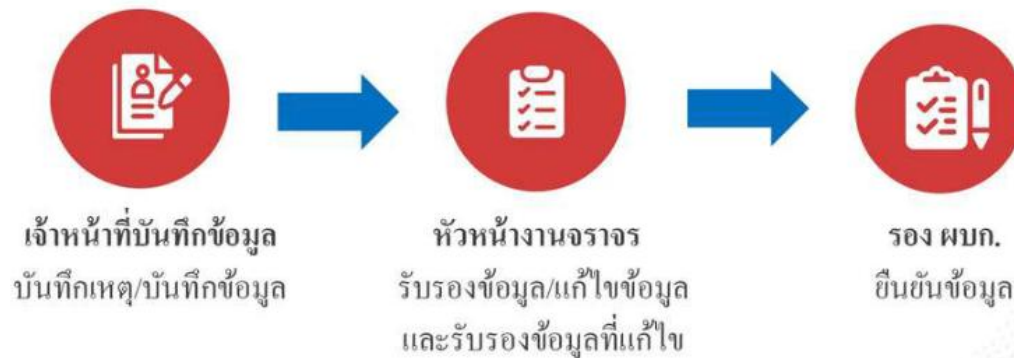 เจ้าหน้าที่บันทึกข้อมูล
บันทึกเหตุ/บันทึกข้อมูล
หัวหน้างานจราจร
รับรองข้อมูล/แก้ไขข้อมูล
และรับรองข้อมูลที่แก้ไข
รอง ผบก.
ยืนยันข้อมูล